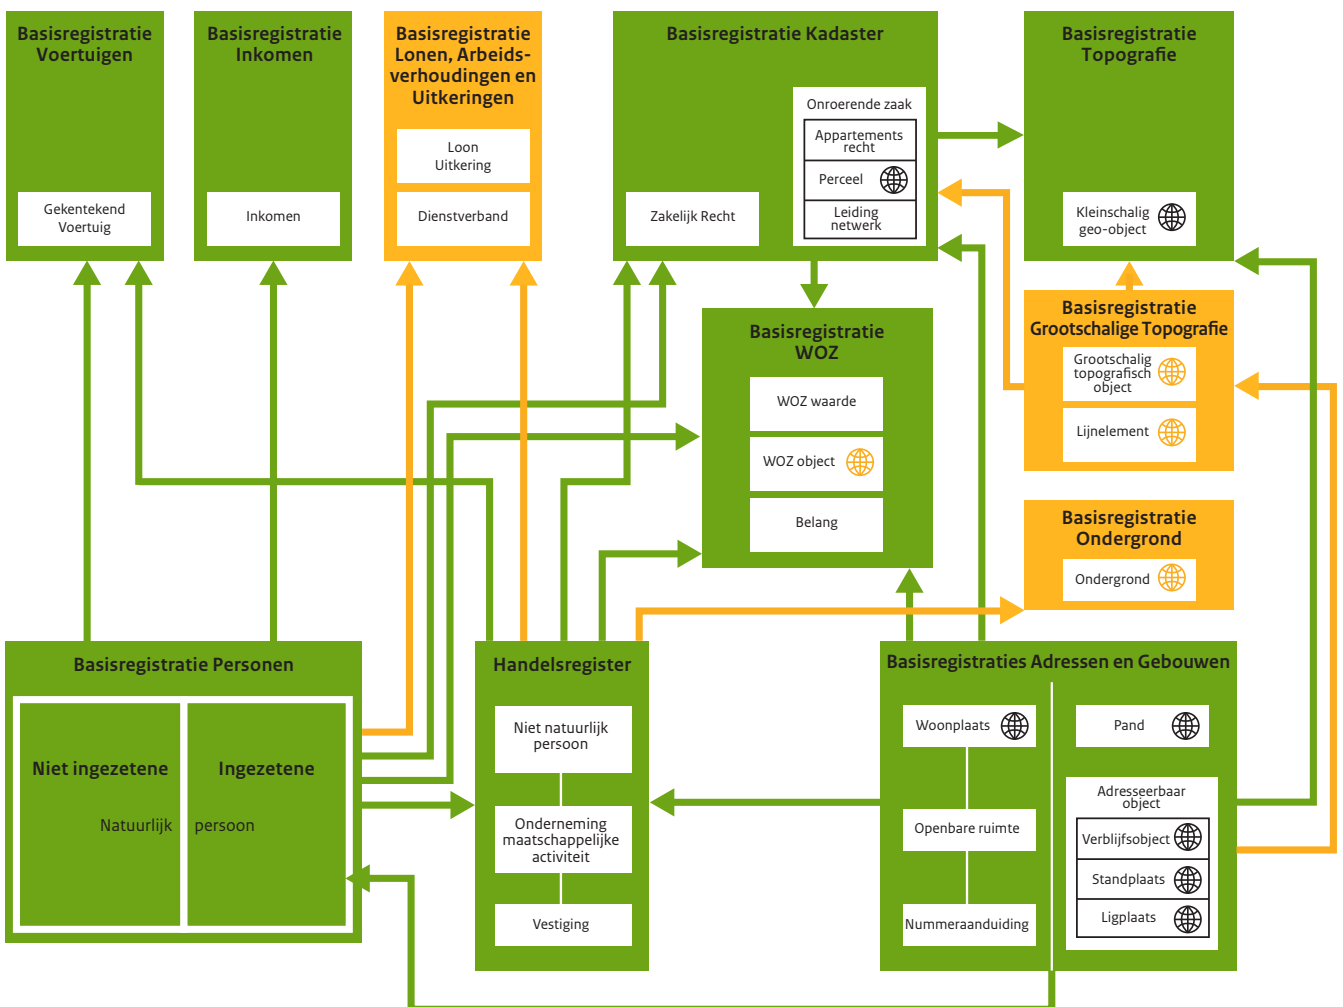 Basisregistratie
Voertuigen
Gekentekend
Voertuig
Basisregistratie
Inkomen
Inkomen
Basisregistratie
Lonen, Arbeids-
verhoudingen en
Uitkeringen
Loon
Uitkering
Dienstverband
Basisregistratie Kadaster
Zakelijk Recht
Onroerende zaak
Appartements
recht
Perceel
Leiding
netwerk
Basisregistratie
Topografie
Kleinschalig
geo-object
Basisregistratie
Grootschalige Topografie
Grootschalig
topografisch
object
Lijnelement
Basisregistratie
WOZ
WOZ waarde
WOZ object
Belang
Basisregistratie
Ondergrond
Ondergrond
Basisregistratie Personen
Niet ingezetene
Ingezetene
Natuurlijk
persoon
Handelsregister
Niet natuurlijk
persoon
Onderneming
maatschappelijke
activiteit
Vestiging
Basisregistraties Adressen en Gebouwen
Woonplaats
Openbare ruimte
Nummeraanduiding
Pand
Adresseerbaar
object
Verblijfsobject
Standplaats
Ligplaats